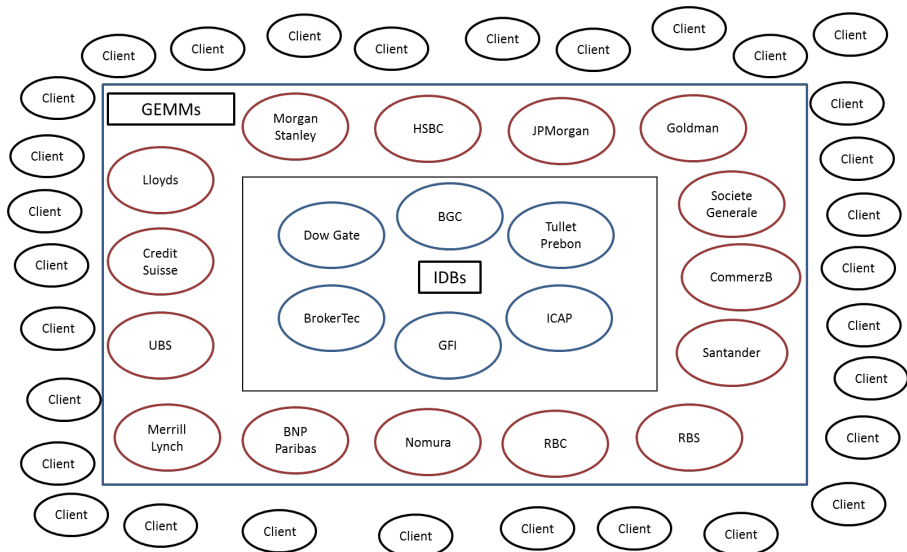 Client
Client
Client
Client
Client
Client
Client
Client
Client
Client
GEMMs
Morgan
Stanley
HSBC
JPMorgan
Goldman
Client
Client
Lloyds
Societe
Generale
Client
Client
Dow Gate
BGC
Tullet
Prebon
Client
Client
Credit
Suisse
IDBs
CommerzB
Client
Client
UBS
BrokerTec
GFI
ICAP
Santander
Client
Client
Client
Client
Merrill
Lynch
BNP
Paribas
Nomura
RBC
RBS
Client
Client
Client
Client
Client
Client
Client
Client
Client
Client